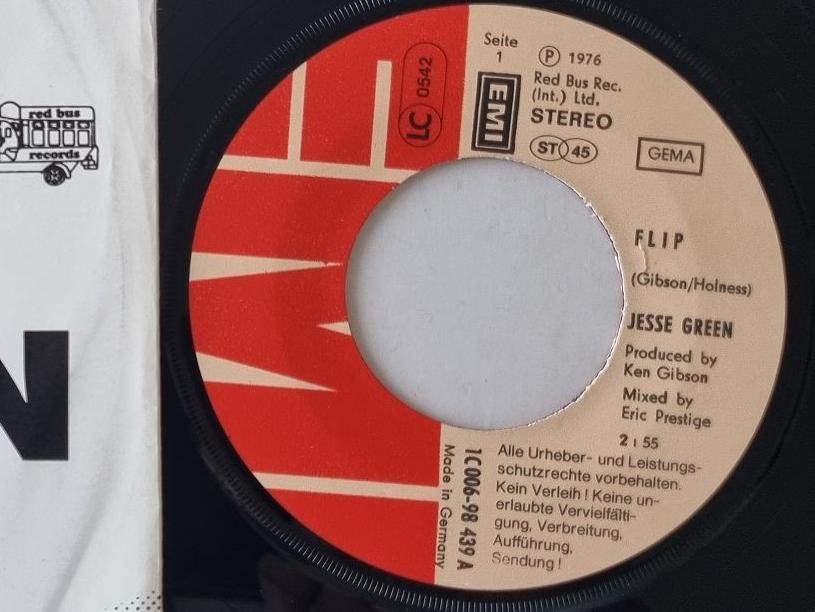 red bus
records
N
LC 0542
Seite
1
EMI
Ⓟ 1976
Red Bus Rec.
(Int.) Ltd.
STEREO
ST 45
GEMA
FLIP
(Gibson/Holness)
JESSE GREEN
Produced by
Ken Gibson
Mixed by
Eric Prestige
2:55
1C 006-98 439 A
Made in Germany
Alle Urheber- und Leistungs-
schutzrechte vorbehalten.
Kein Verleih! Keine un-
erlaubte Vervielfälti-
gung, Verbreitung,
Aufführung,
Sendung!